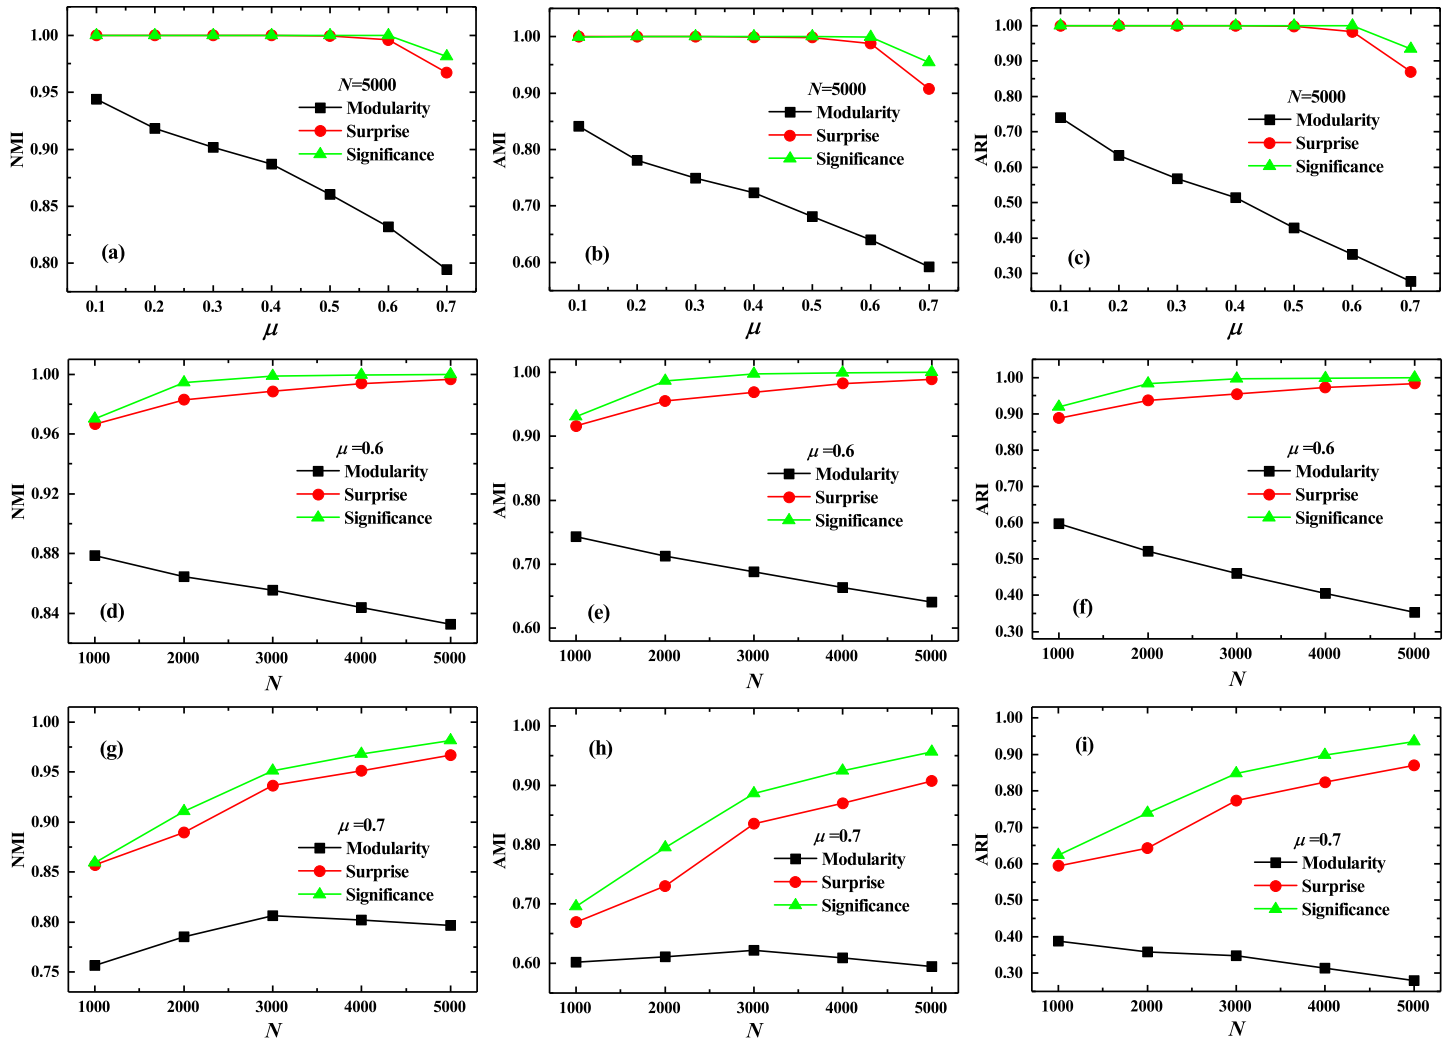 NMI
1.00
0.95
0.90
0.85
0.80
N=5000
Modularity
Surprise
Significance
(a)
0.1 0.2 0.3 0.4 0.5 0.6 0.7
μ
AMI
1.00
0.90
0.80
0.70
0.60
N=5000
Modularity
Surprise
Significance
(b)
0.1 0.2 0.3 0.4 0.5 0.6 0.7
μ
ARI
1.00
0.90
0.80
0.70
0.60
0.50
0.40
0.30
N=5000
Modularity
Surprise
Significance
(c)
0.1 0.2 0.3 0.4 0.5 0.6 0.7
μ
NMI
1.00
0.96
0.92
0.88
0.84
μ=0.6
Modularity
Surprise
Significance
(d)
1000 2000 3000 4000 5000
N
AMI
1.00
0.90
0.80
0.70
0.60
μ=0.6
Modularity
Surprise
Significance
(e)
1000 2000 3000 4000 5000
N
ARI
1.00
0.90
0.80
0.70
0.60
0.50
0.40
0.30
μ=0.6
Modularity
Surprise
Significance
(f)
1000 2000 3000 4000 5000
N
NMI
1.00
0.95
0.90
0.85
0.80
0.75
(g)
μ=0.7
Modularity
Surprise
Significance
1000 2000 3000 4000 5000
N
AMI
1.00
0.90
0.80
0.70
0.60
(h)
μ=0.7
Modularity
Surprise
Significance
1000 2000 3000 4000 5000
N
ARI
1.00
0.90
0.80
0.70
0.60
0.50
0.40
0.30
(i)
μ=0.7
Modularity
Surprise
Significance
1000 2000 3000 4000 5000
N